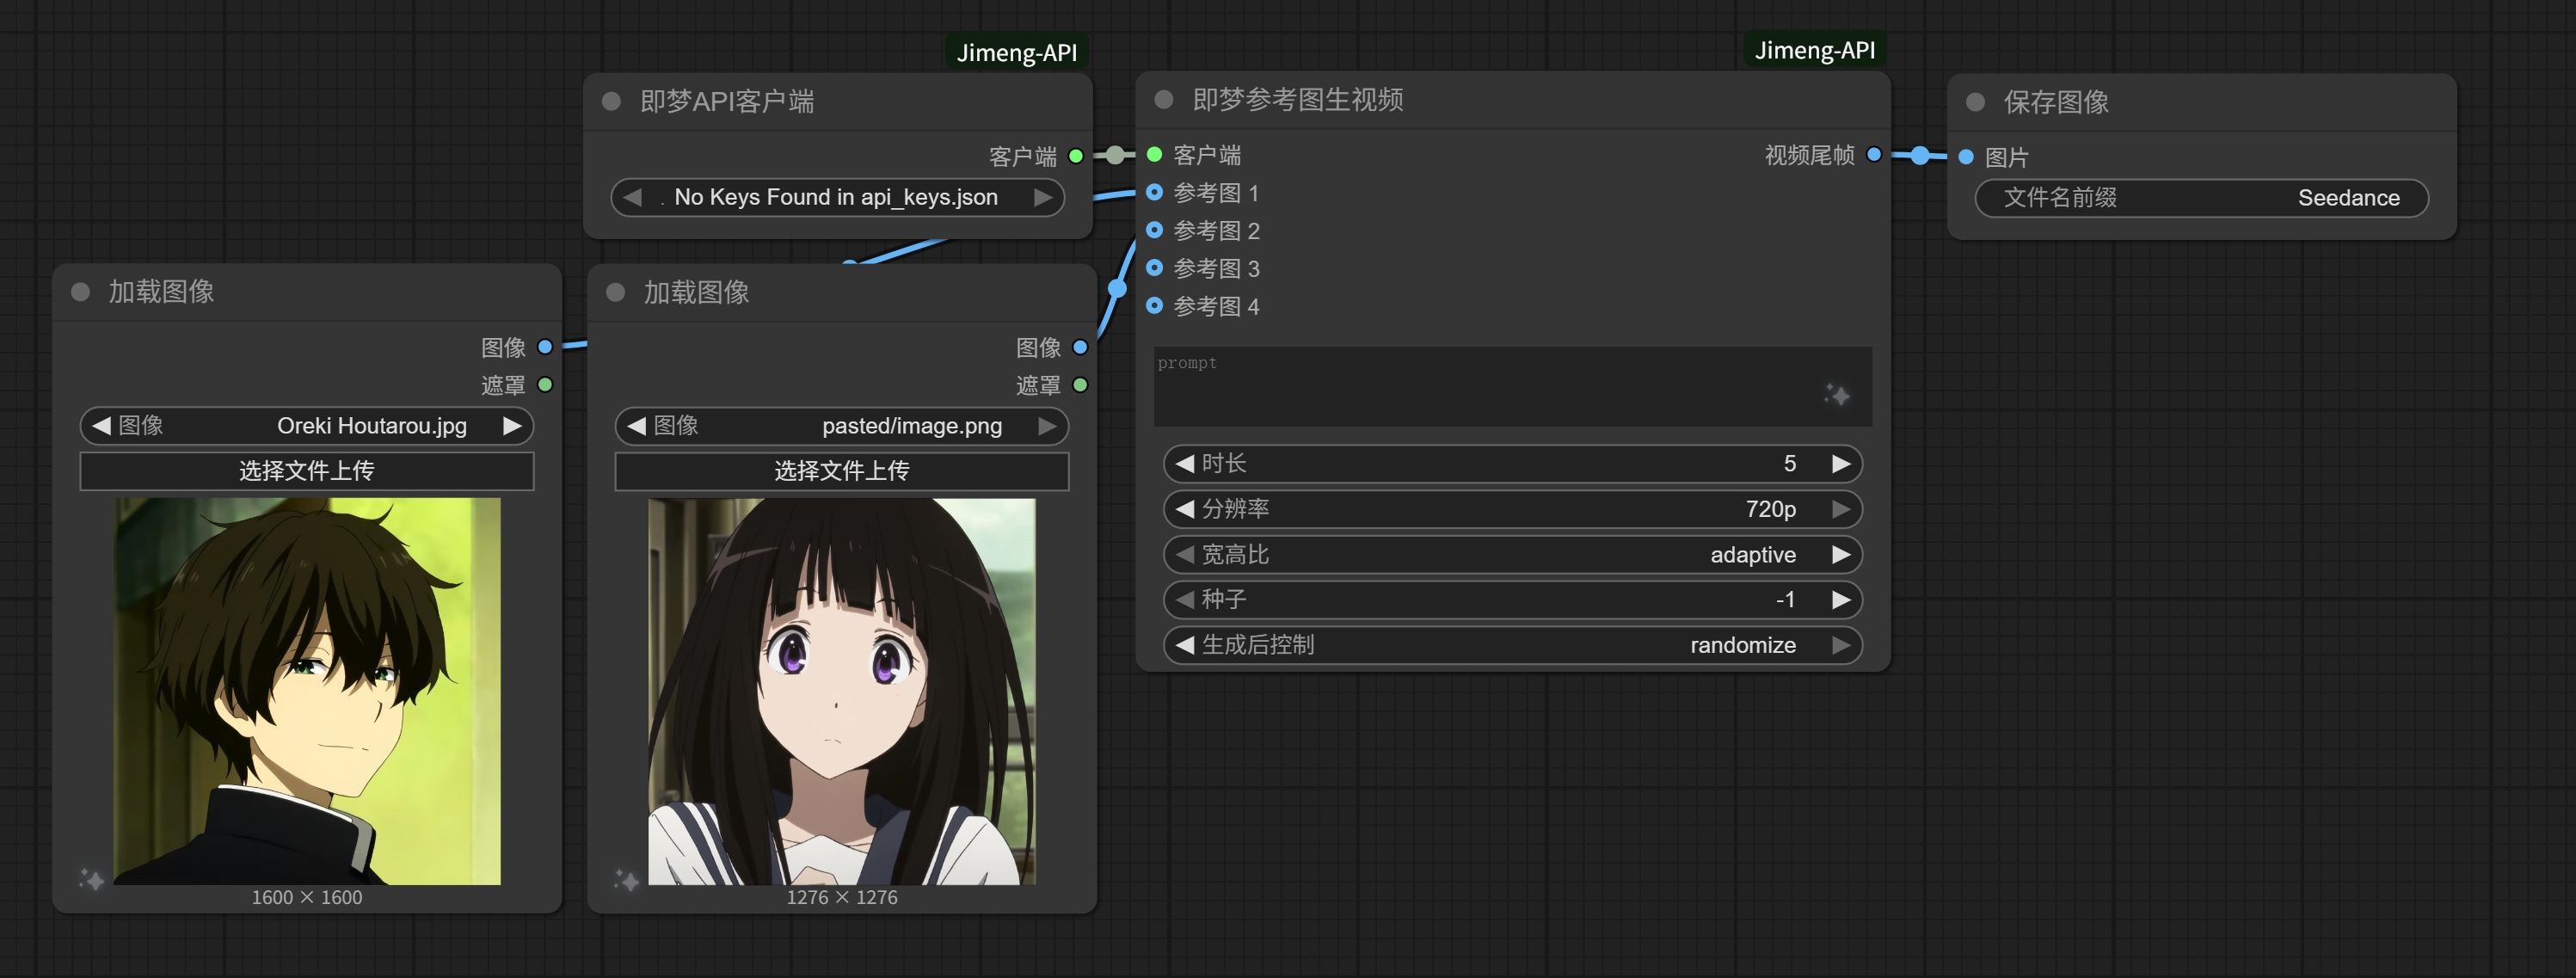 Jimeng-API
即梦API客户端
客户端
. No Keys Found in api_keys.json
加载图像
图像
遮罩
图像 Oreki Houtarou.jpg
选择文件上传
1600 × 1600
加载图像
图像
遮罩
图像 pasted/image.png
选择文件上传
1276 × 1276
Jimeng-API
即梦参考图生视频
客户端 视频尾帧
参考图 1
参考图 2
参考图 3
参考图 4
prompt
时长 5
分辨率 720p
宽高比 adaptive
种子 -1
生成后控制 randomize
保存图像
图片
文件名前缀 Seedance